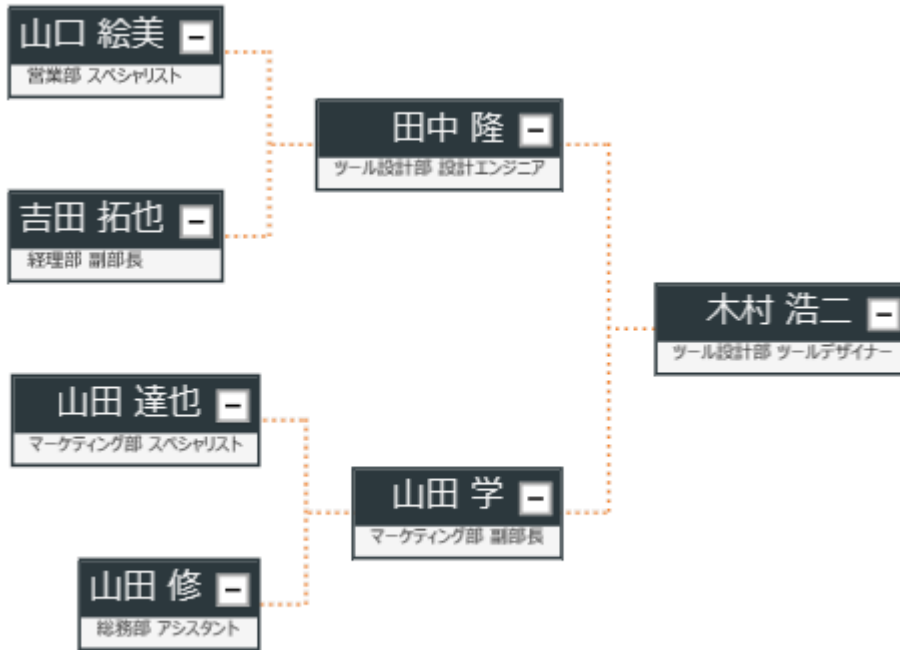 山口 絵美
営業部 スペシャリスト
田中 隆
ツール設計部 設計エンジニア
吉田 拓也
経理部 副部長
木村 浩二
ツール設計部 ツールデザイナー
山田 達也
マーケティング部 スペシャリスト
山田 学
マーケティング部 副部長
山田 修
総務部 アシスタント